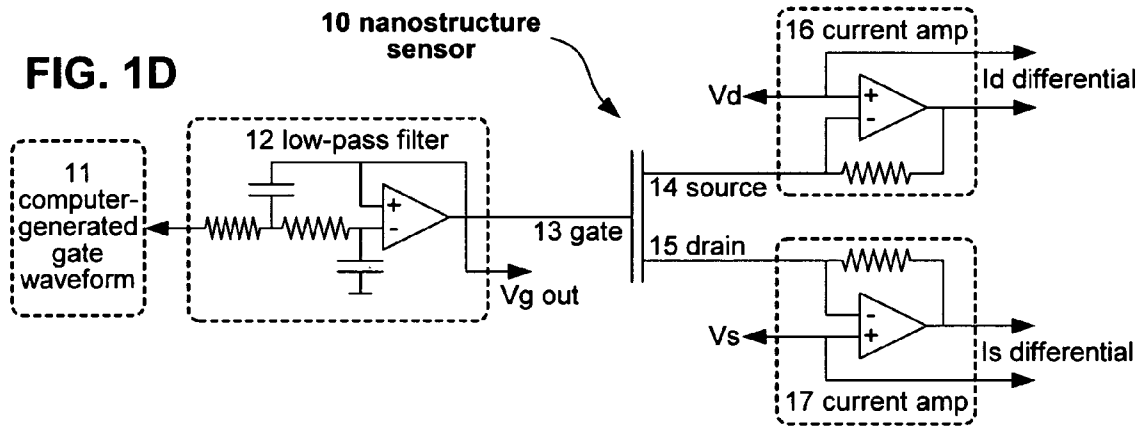 FIG. 1D
10 nanostructure
sensor
11
computer-
generated
gate
waveform
12 low-pass filter
+
-
Vg out
13 gate
14 source
15 drain
16 current amp
Vd
+
-
Id differential
Vs
-
+
Is differential
17 current amp